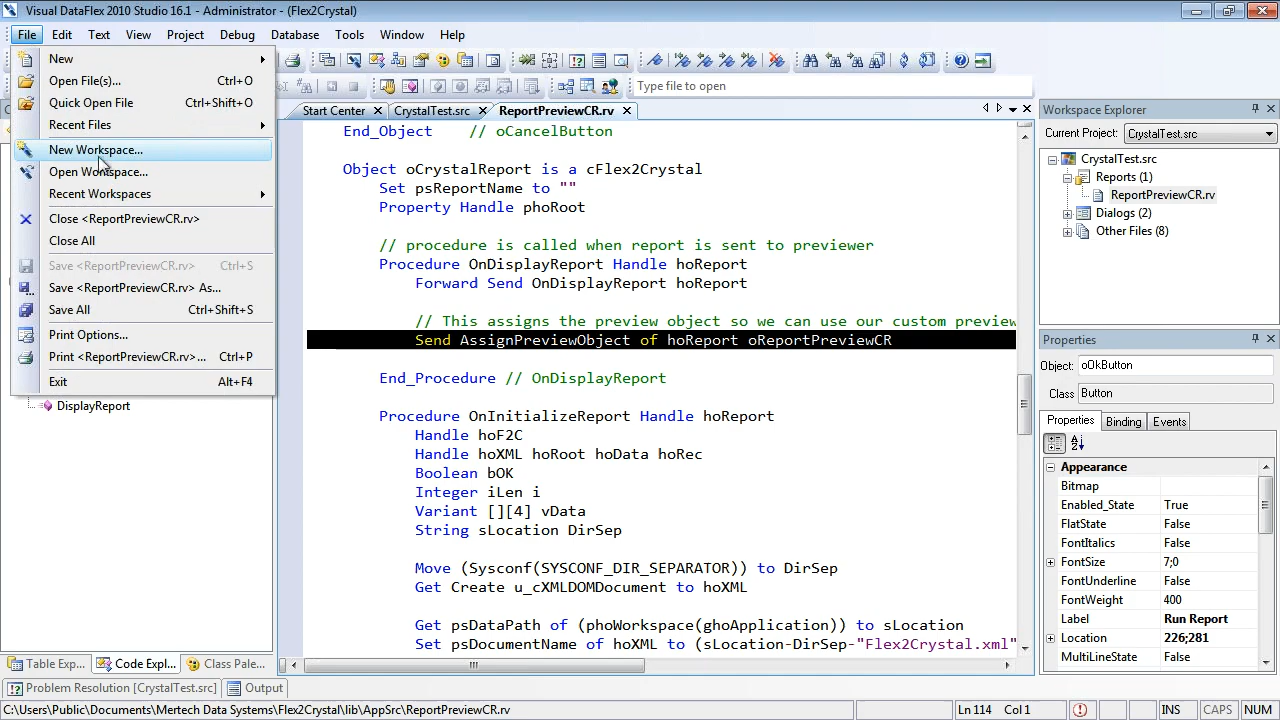 Visual DataFlex 2010 Studio 16.1 - Administrator - (Flex2Crystal)
File Edit Text View Project Debug Database Tools Window Help
New
Open File(s)... Ctrl+O
Quick Open File Ctrl+Shift+O
Recent Files
New Workspace...
Open Workspace...
Recent Workspaces
Close <ReportPreviewCR.rv>
Close All
Save <ReportPreviewCR.rv> Ctrl+S
Save <ReportPreviewCR.rv> As...
Save All Ctrl+Shift+S
Print Options...
Print <ReportPreviewCR.rv>... Ctrl+P
Exit Alt+F4
DisplayReport
Table Exp... Code Expl... Class Pale...
Type file to open
Start Center CrystalTest.src ReportPreviewCR.rv
End_Object // oCancelButton
Object oCrystalReport is a cFlex2Crystal
Set psReportName to ""
Property Handle phoRoot
// procedure is called when report is sent to previewer
Procedure OnDisplayReport Handle hoReport
Forward Send OnDisplayReport hoReport
// This assigns the preview object so we can use our custom preview
Send AssignPreviewObject of hoReport oReportPreviewCR
End_Procedure // OnDisplayReport
Procedure OnInitializeReport Handle hoReport
Handle hoF2C
Handle hoXML hoRoot hoData hoRec
Boolean bOK
Integer iLen i
Variant [][4] vData
String sLocation DirSep
Move (Sysconf(SYSCONF_DIR_SEPARATOR)) to DirSep
Get Create u_cXMLDOMDocument to hoXML
Get psDataPath of (phoWorkspace(ghoApplication)) to sLocation
Set psDocumentName of hoXML to (sLocation-DirSep-"Flex2Crystal.xml"
Workspace Explorer
Current Project: CrystalTest.src
CrystalTest.src
Reports (1)
ReportPreviewCR.rv
Dialogs (2)
Other Files (8)
Properties
Object: oOkButton
Class Button
Properties Binding Events
Appearance
Bitmap
Enabled_State True
FlatState False
FontItalics False
FontSize 7;0
FontUnderline False
FontWeight 400
Label Run Report
Location 226;281
MultiLineState False
Problem Resolution [CrystalTest.src] Output
C:\Users\Public\Documents\Mertech Data Systems\Flex2Crystal\lib\AppSrc\ReportPreviewCR.rv Ln 114 Col 1 INS CAPS NUM